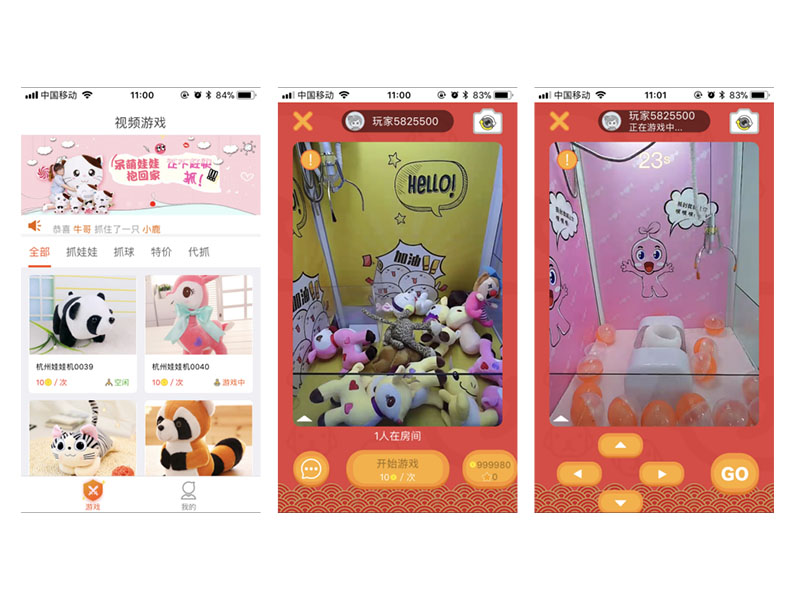 中国移动
11:00
84%
视频游戏
呆萌娃娃
抱回家
抓!
恭喜 牛哥 抓住了一只 小鹿
全部 抓娃娃 抓球 特价 代抓
杭州娃娃机0039
10 / 次 空闲
杭州娃娃机0040
10 / 次 游戏中
游戏 我的
中国移动
11:00
83%
玩家5825500
HELLO!
加油!!
加油
1人在房间
开始游戏
10 / 次
999980
0
中国移动
11:01
83%
玩家5825500
正在游戏中...
23s
GO